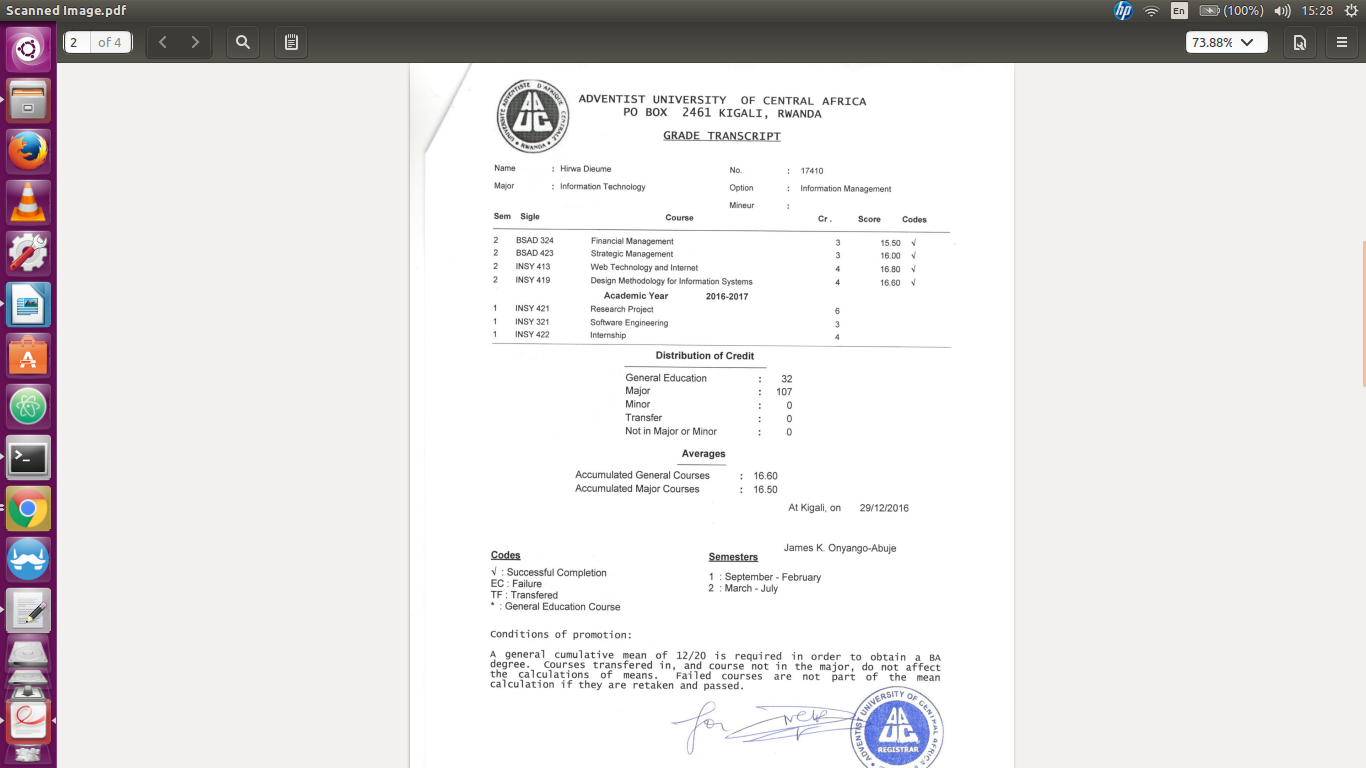 Scanned Image.pdf
En
(100%)
15:28
2 of 4
73.88%
ADVENTIST UNIVERSITY OF CENTRAL AFRICA
PO BOX 2461 KIGALI, RWANDA
GRADE TRANSCRIPT
Name : Hirwa Dieume No. : 17410
Major : Information Technology Option : Information Management
Mineur :
Sem Sigle Course Cr . Score Codes
2 BSAD 324 Financial Management 3 15.50 √
2 BSAD 423 Strategic Management 3 16.00 √
2 INSY 413 Web Technology and Internet 4 16.80 √
2 INSY 419 Design Methodology for Information Systems 4 16.60 √
Academic Year 2016-2017
1 INSY 421 Research Project 6
1 INSY 321 Software Engineering 3
1 INSY 422 Internship 4
Distribution of Credit
General Education : 32
Major : 107
Minor : 0
Transfer : 0
Not in Major or Minor : 0
Averages
Accumulated General Courses : 16.60
Accumulated Major Courses : 16.50
At Kigali, on 29/12/2016
James K. Onyango-Abuje
Codes
√ : Successful Completion
EC : Failure
TF : Transfered
* : General Education Course
Semesters
1 : September - February
2 : March - July
Conditions of promotion:
A general cumulative mean of 12/20 is required in order to obtain a BA
degree. Courses transfered in, and course not in the major, do not affect
the calculations of means. Failed courses are not part of the mean
calculation if they are retaken and passed.
for
ADVENTIST UNIVERSITY OF CENTRAL AFRICA
REGISTRAR